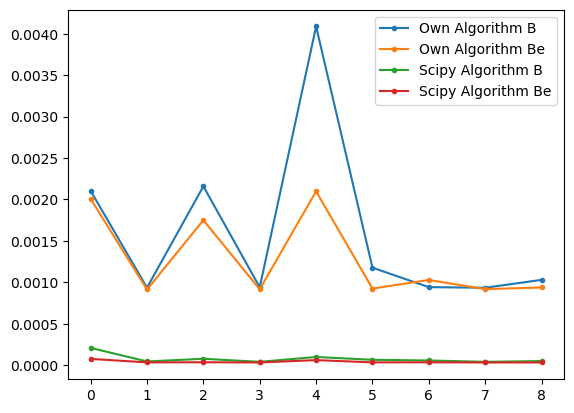 Own Algorithm B
Own Algorithm Be
Scipy Algorithm B
Scipy Algorithm Be
0.0040
0.0035
0.0030
0.0025
0.0020
0.0015
0.0010
0.0005
0.0000
0 1 2 3 4 5 6 7 8